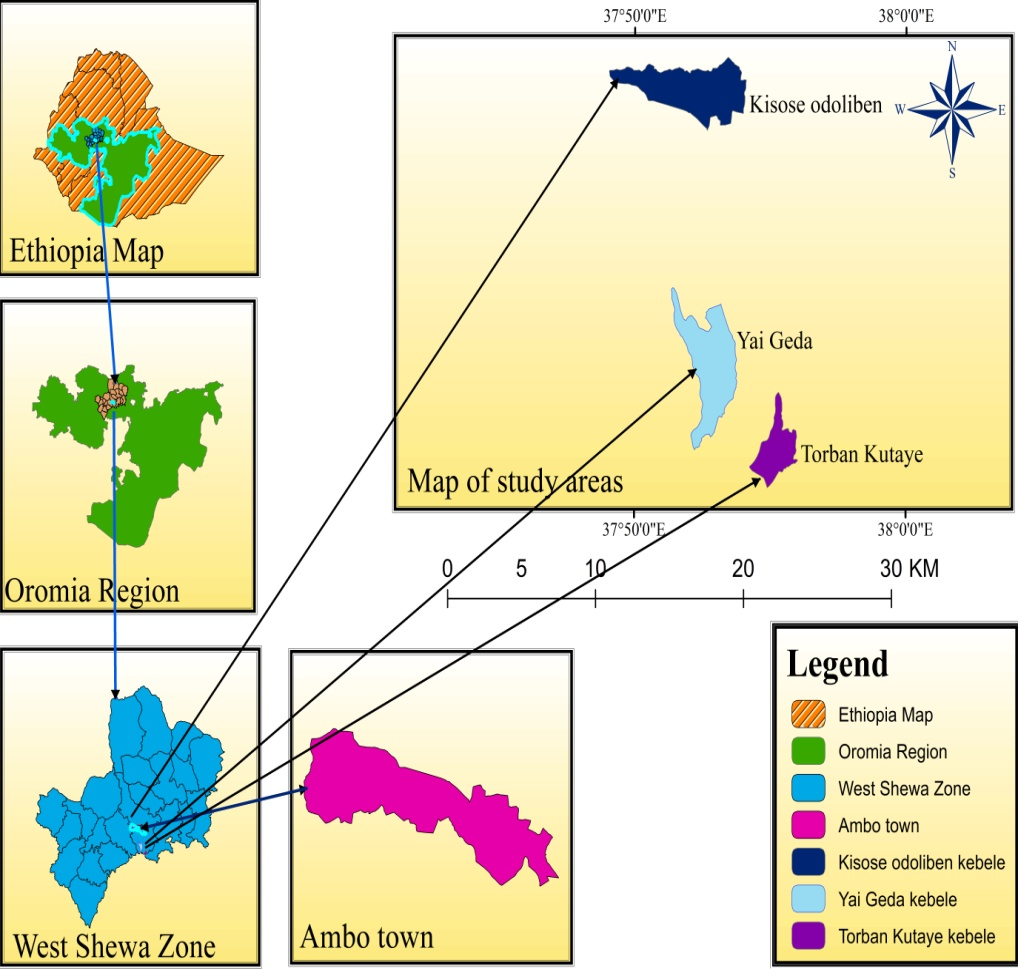 37°50'0"E
38°0'0"E
N
W
E
S
Kisose odoliben
Ethiopia Map
Yai Geda
Torban Kutaye
Map of study areas
37°50'0"E
38°0'0"E
Oromia Region
0 5 10 20 30 KM
Legend
Ethiopia Map
Oromia Region
West Shewa Zone
Ambo town
Kisose odoliben kebele
Yai Geda kebele
Torban Kutaye kebele
West Shewa Zone
Ambo town